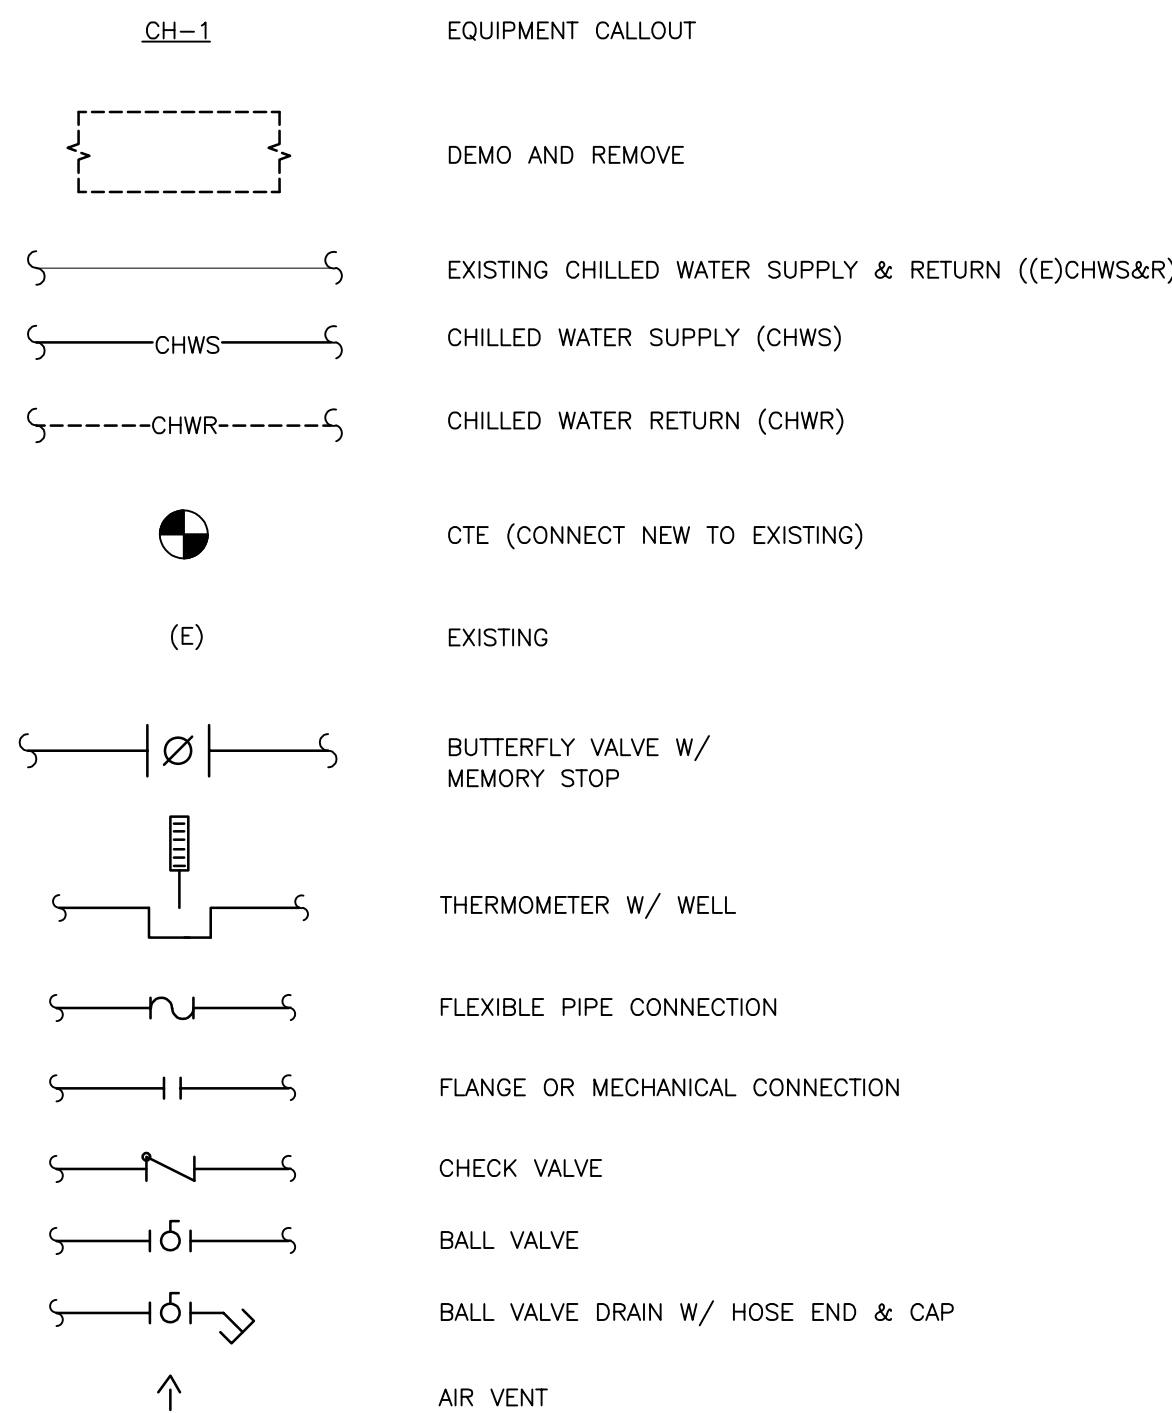 CH-1 EQUIPMENT CALLOUT
DEMO AND REMOVE
EXISTING CHILLED WATER SUPPLY & RETURN ((E)CHWS&R)
CHWS CHILLED WATER SUPPLY (CHWS)
CHWR CHILLED WATER RETURN (CHWR)
CTE (CONNECT NEW TO EXISTING)
(E) EXISTING
BUTTERFLY VALVE W/
MEMORY STOP
THERMOMETER W/ WELL
FLEXIBLE PIPE CONNECTION
FLANGE OR MECHANICAL CONNECTION
CHECK VALVE
BALL VALVE
BALL VALVE DRAIN W/ HOSE END & CAP
AIR VENT